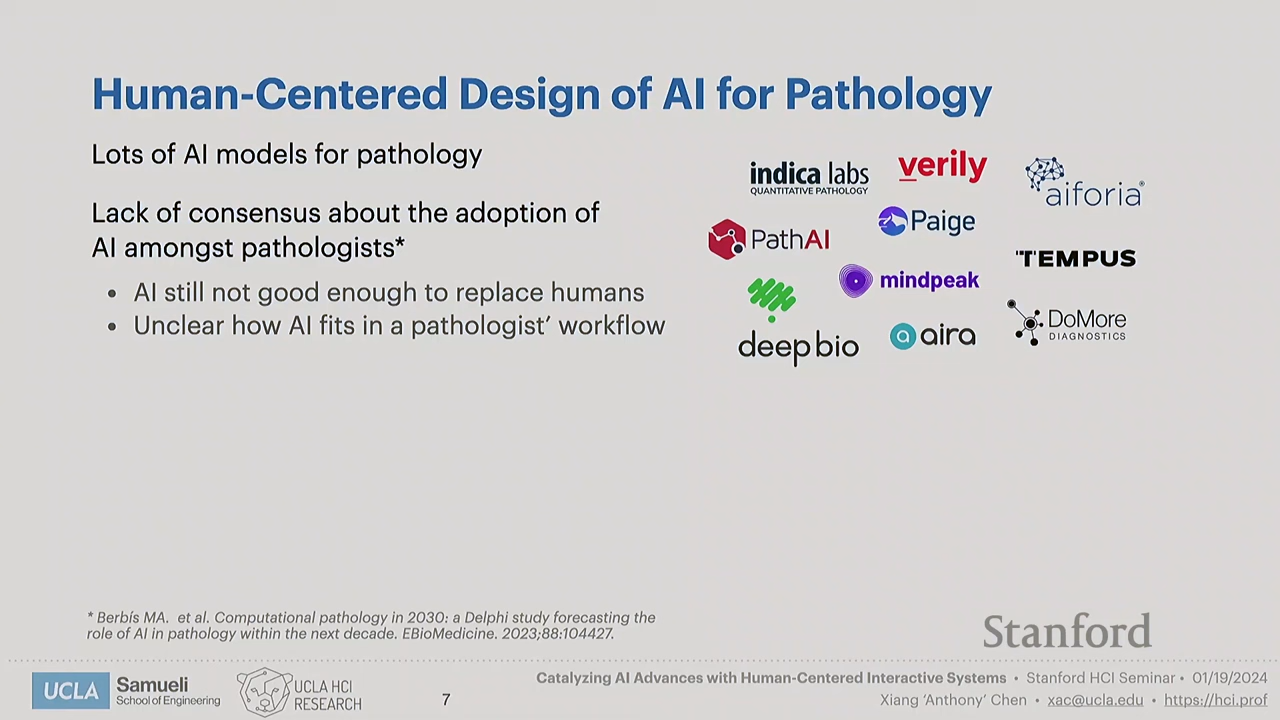 Human-Centered Design of AI for Pathology
Lots of AI models for pathology
Lack of consensus about the adoption of
AI amongst pathologists*
• AI still not good enough to replace humans
• Unclear how AI fits in a pathologist’ workflow
indica labs
QUANTITATIVE PATHOLOGY
verily
aiforia®
PathAI
Paige
TEMPUS
mindpeak
deepbio
aira
DoMore
DIAGNOSTICS
* Berbís MA. et al. Computational pathology in 2030: a Delphi study forecasting the
role of AI in pathology within the next decade. EBioMedicine. 2023;88:104427.
Stanford
UCLA
Samueli
School of Engineering
UCLA HCI
RESEARCH
7
Catalyzing AI Advances with Human-Centered Interactive Systems • Stanford HCI Seminar • 01/19/2024
Xiang ‘Anthony’ Chen • xac@ucla.edu • https://hci.prof